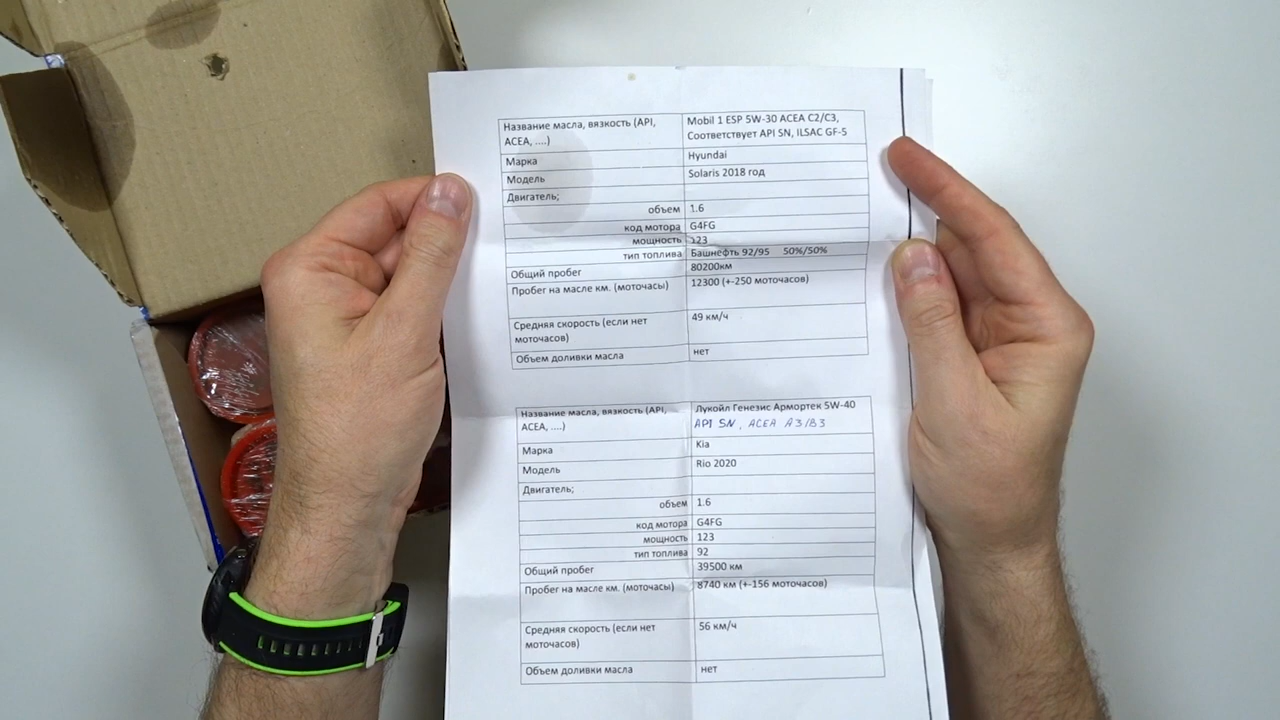 Название масла, вязкость (API, ACEA, ....)
Mobil 1 ESP 5W-30 ACEA C2/C3,
Соответствует API SN, ILSAC GF-5
Марка Hyundai
Модель Solaris 2018 год
Двигатель;
объем 1.6
код мотора G4FG
мощность 123
тип топлива Башнефть 92/95 50%/50%
Общий пробег 80200км
Пробег на масле км. (моточасы) 12300 (+-250 моточасов)
Средняя скорость (если нет моточасов) 49 км/ч
Объем доливки масла нет
Название масла, вязкость (API, ACEA, ....)
Лукойл Генезис Армортек 5W-40
API SN, ACEA A3/B3
Марка Kia
Модель Rio 2020
Двигатель;
объем 1.6
код мотора G4FG
мощность 123
тип топлива 92
Общий пробег 39500 км
Пробег на масле км. (моточасы) 8740 км (+-156 моточасов)
Средняя скорость (если нет моточасов) 56 км/ч
Объем доливки масла нет